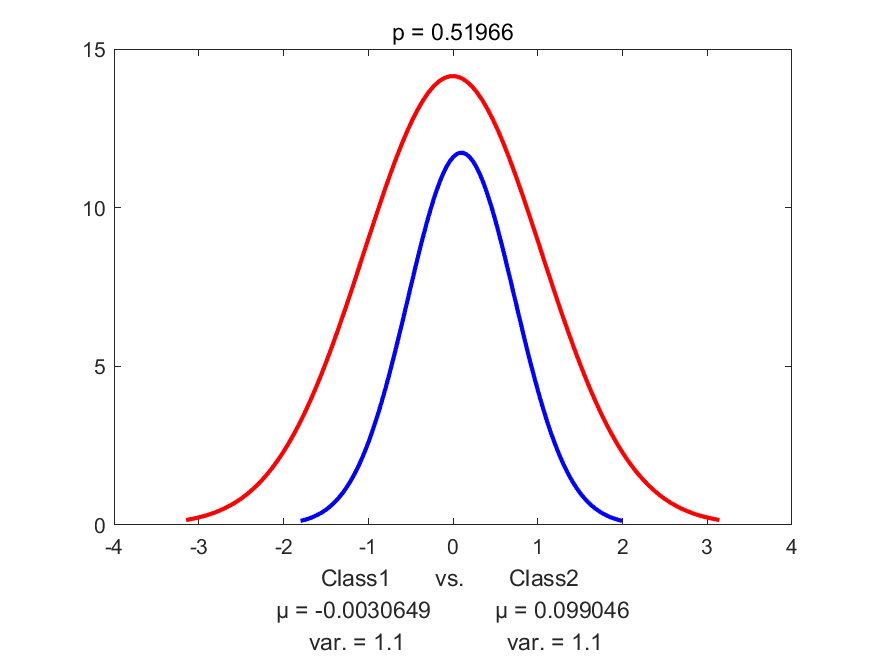 p = 0.51966
15
10
5
0
-4 -3 -2 -1 0 1 2 3 4
Class1 vs. Class2
μ = -0.0030649 μ = 0.099046
var. = 1.1 var. = 1.1